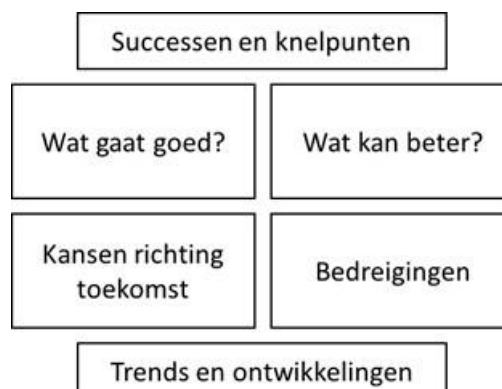 Successen en knelpunten
Wat gaat goed?
Wat kan beter?
Kansen richting
toekomst
Bedreigingen
Trends en ontwikkelingen